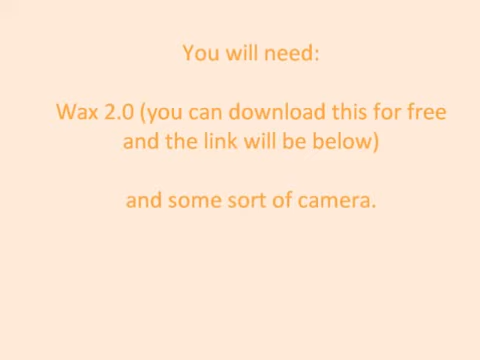 You will need:
Wax 2.0 (you can download this for free
and the link will be below)
and some sort of camera.